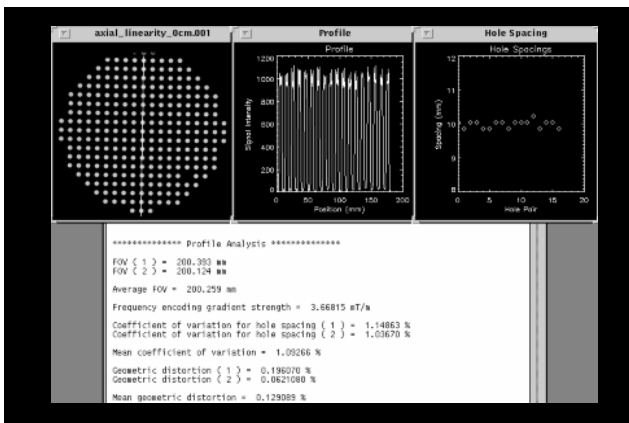 axial_linearity_0cm.001
Profile
Hole Spacing
Profile
1200
1000
800
600
400
200
0
Signal Intensity
0 50 100 150 200
Position (mm)
Hole Spacings
12
11
10
9
8
Spacing (mm)
0 5 10 15 20
Hole Pair
************** Profile Analysis **************
FOV ( 1 ) = 200.393 mm
FOV ( 2 ) = 200.124 mm
Average FOV = 200.259 mm
Frequency encoding gradient strength = 3.66815 mT/m
Coefficient of variation for hole spacing ( 1 ) = 1.14863 %
Coefficient of variation for hole spacing ( 2 ) = 1.03670 %
Mean coefficient of variation = 1.09266 %
Geometric distortion ( 1 ) = 0.196070 %
Geometric distortion ( 2 ) = 0.0621080 %
Mean geometric distortion = 0.129089 %